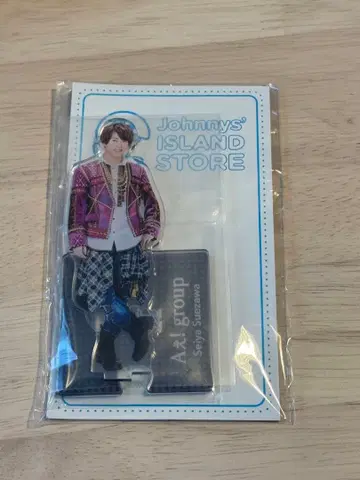 Johnnys'
ISLAND
STORE
Aぇ! group
Seiya Suezawa